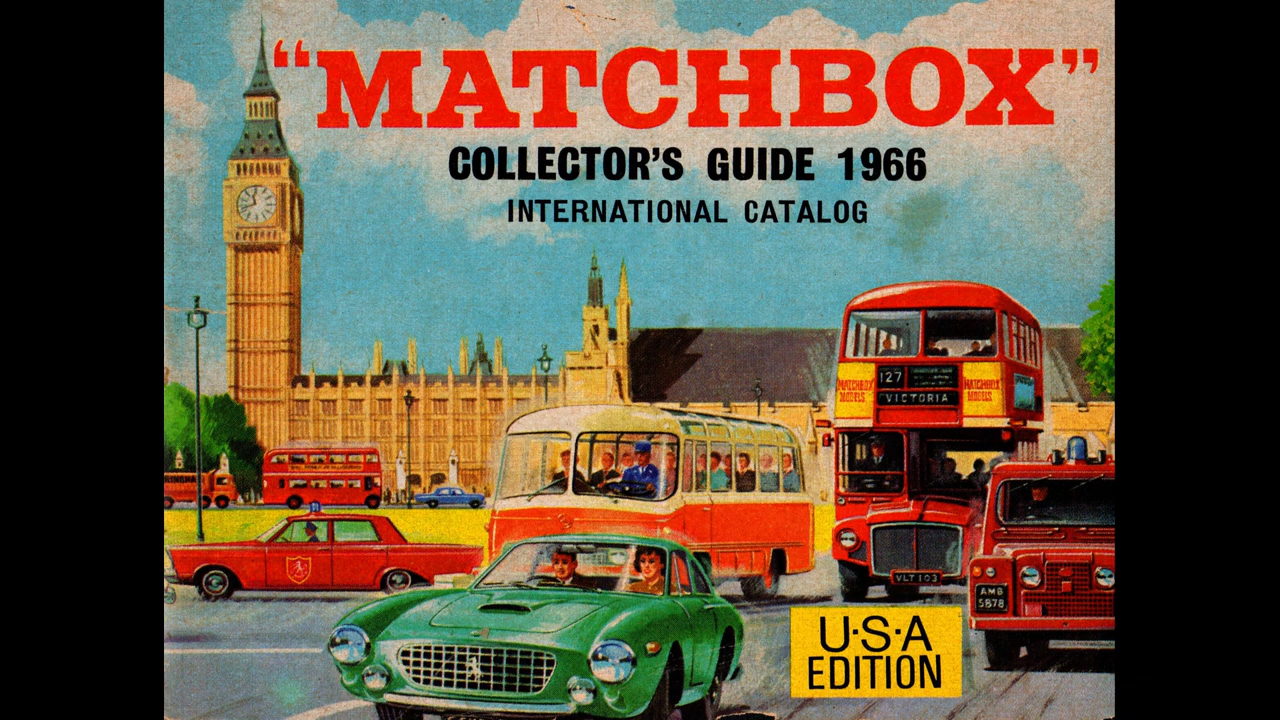 "MATCHBOX"
COLLECTOR'S GUIDE 1966
INTERNATIONAL CATALOG
127
VICTORIA
MATCHBOX
MODELS
MATCHBOX
MODELS
VLT 103
AMB
5878
U·S·A
EDITION